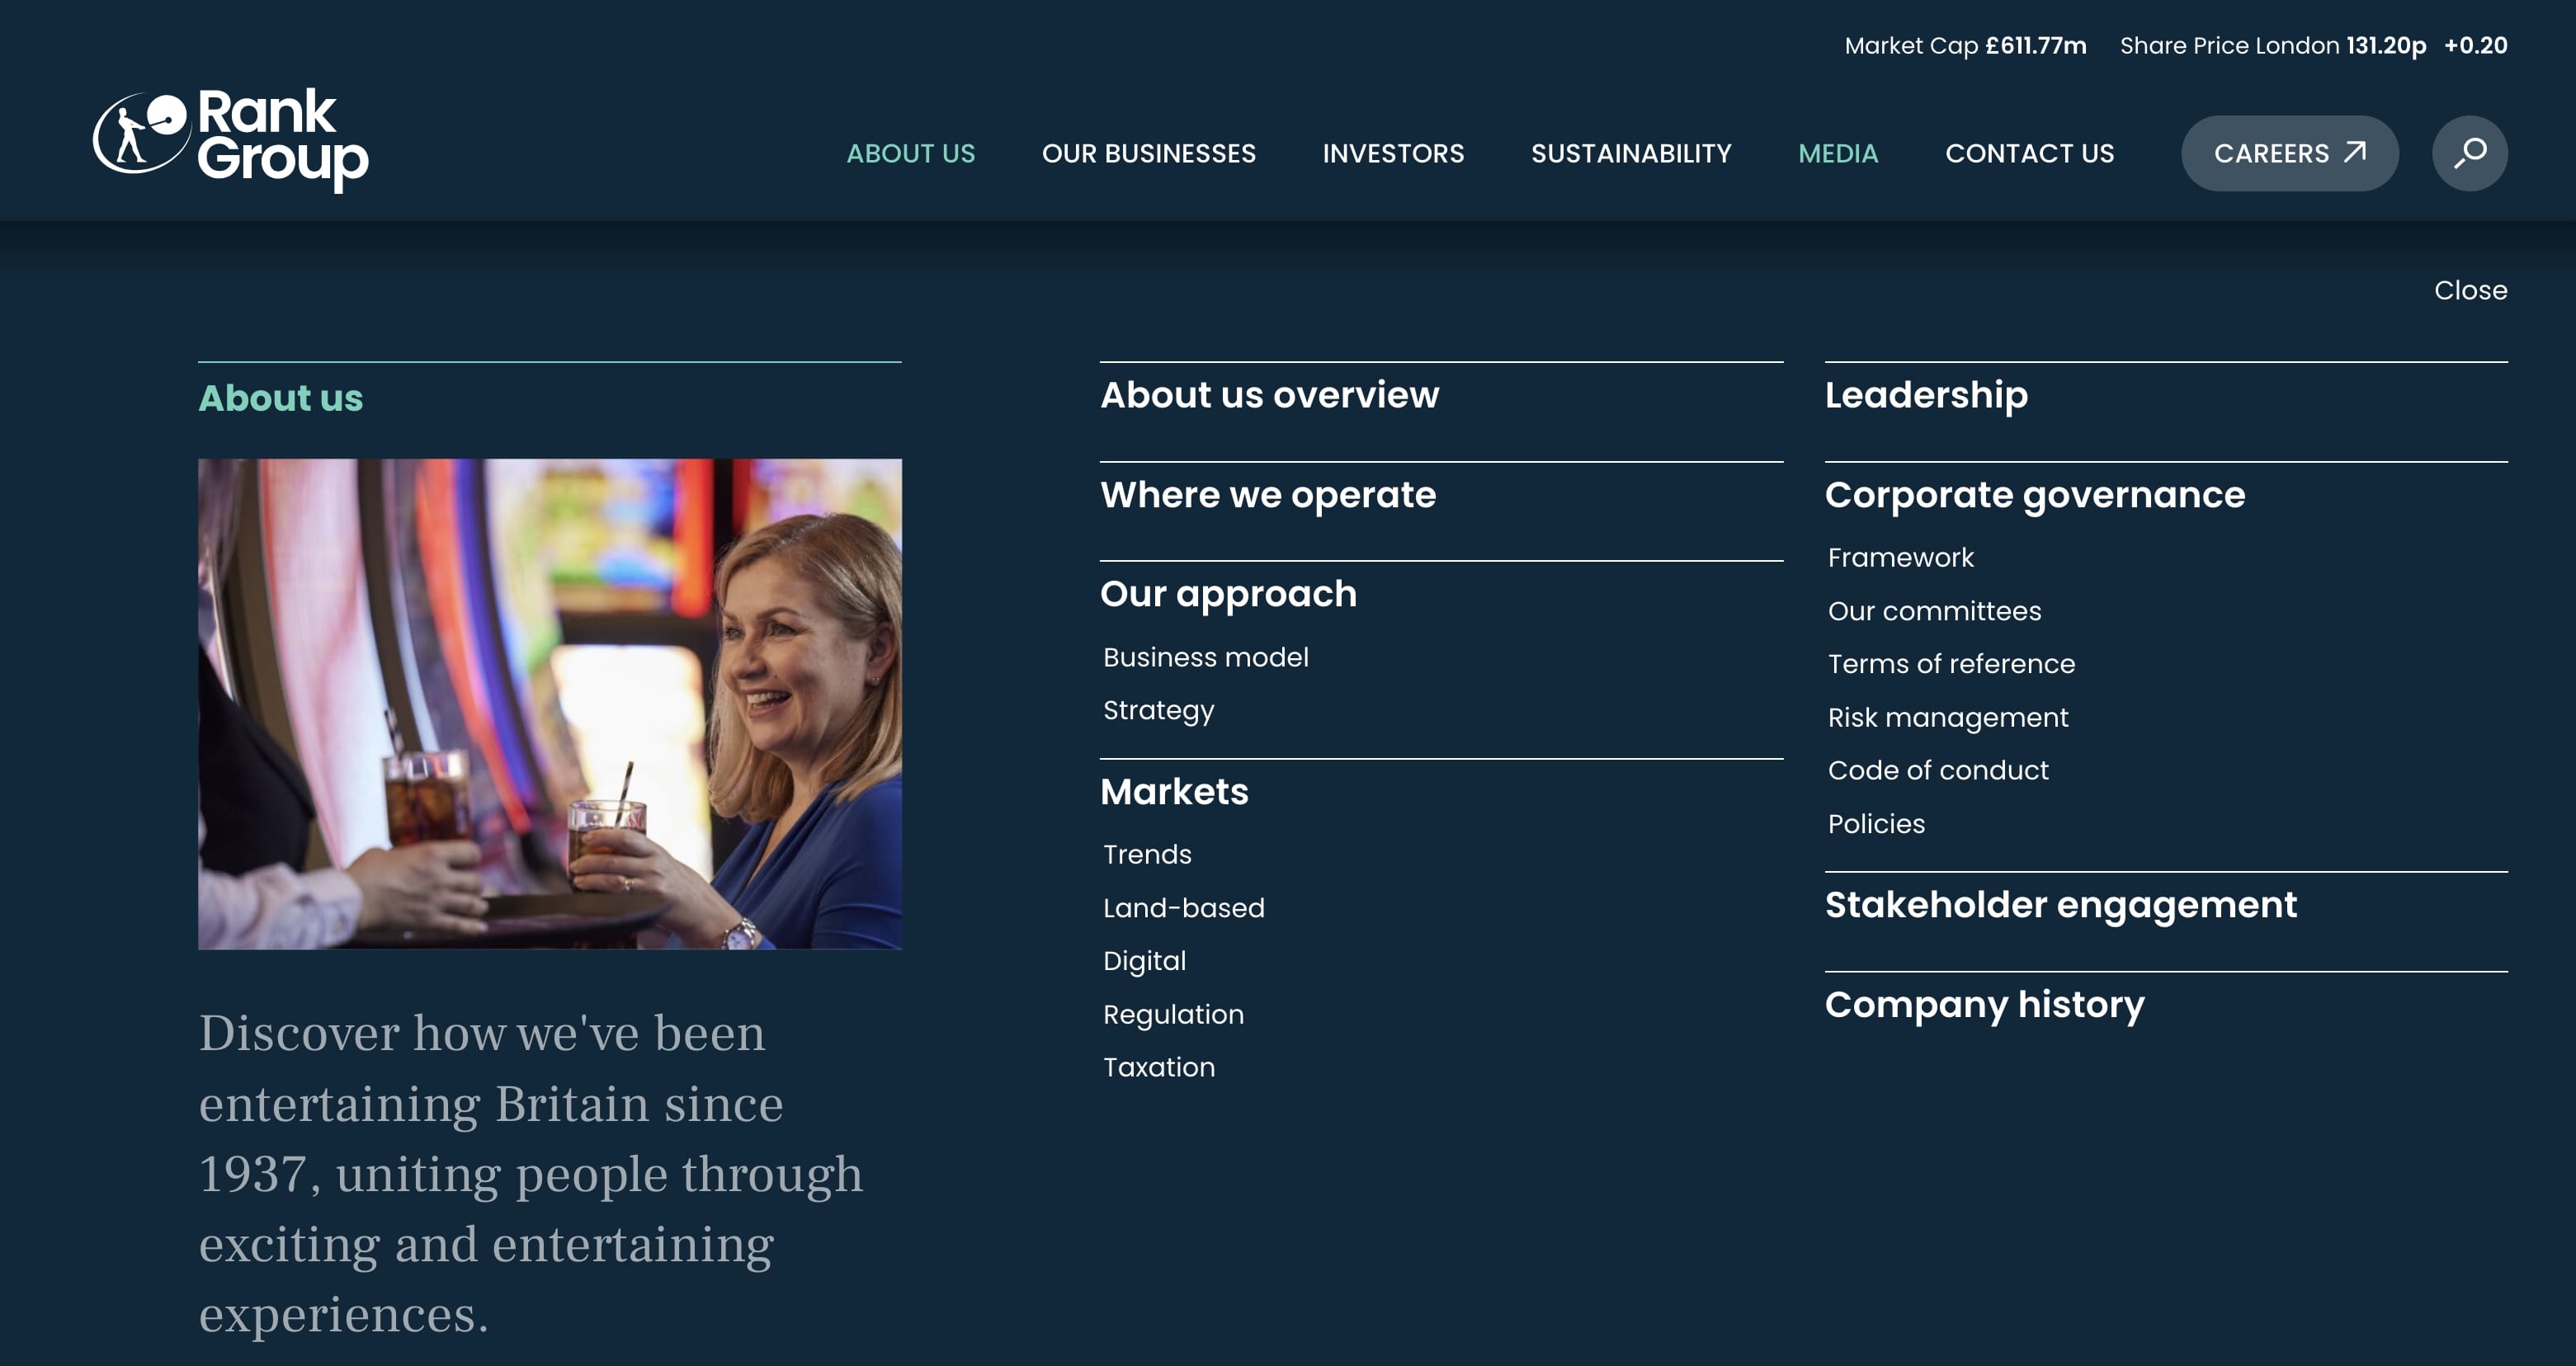 Market Cap £611.77m Share Price London 131.20p +0.20
Rank
Group
ABOUT US OUR BUSINESSES INVESTORS SUSTAINABILITY MEDIA CONTACT US CAREERS
Close
About us
Discover how we've been
entertaining Britain since
1937, uniting people through
exciting and entertaining
experiences.
About us overview
Where we operate
Our approach
Business model
Strategy
Markets
Trends
Land-based
Digital
Regulation
Taxation
Leadership
Corporate governance
Framework
Our committees
Terms of reference
Risk management
Code of conduct
Policies
Stakeholder engagement
Company history